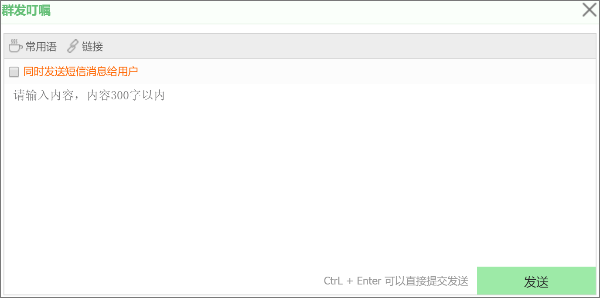 群发叮嘱
常用语 链接
同时发送短信消息给用户
请输入内容，内容300字以内
CtrL + Enter 可以直接提交发送 发送